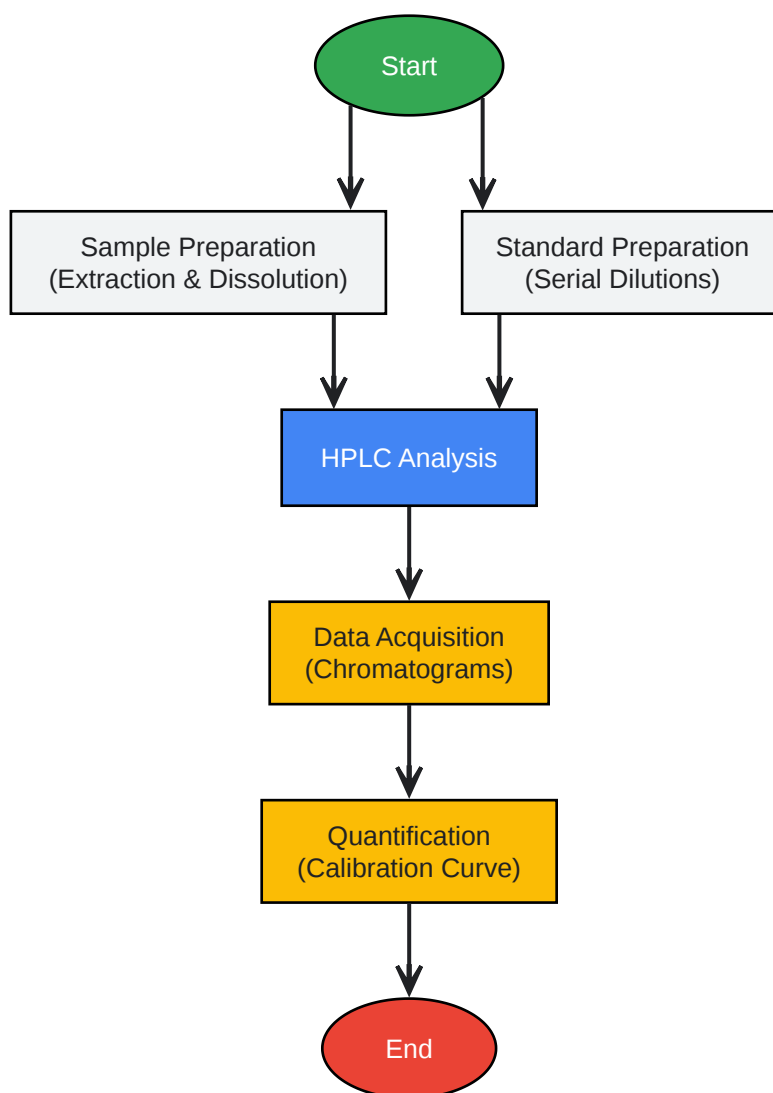 Start
Sample Preparation
(Extraction & Dissolution)
Standard Preparation
(Serial Dilutions)
HPLC Analysis
Data Acquisition
(Chromatograms)
Quantification
(Calibration Curve)
End